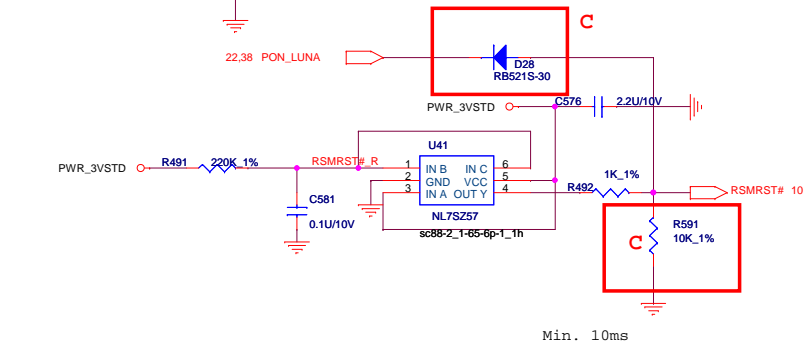 C
22,38 PON_LUNA
D28
RB521S-30
PWR_3VSTD
C576
2.2U/10V
U41
PWR_3VSTD
R491
220K_1%
RSMRST#_R
1 IN B IN C 6
2 GND VCC 5
3 IN A OUT Y 4
R492
1K_1%
RSMRST# 10
C581
0.1U/10V
NL7SZ57
sc88-2_1-65-6p-1_1h
C
R591
10K_1%
Min. 10ms